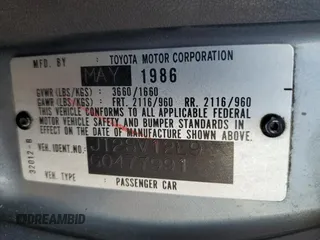 MFD. BY: TOYOTA MOTOR CORPORATION
MAY 1986
GVWR (LBS/KGS) : 3660/1660
GAWR (LBS/KGS) : FRT. 2116/960 RR. 2116/960
THIS VEHICLE CONFORMS TO ALL APPLICABLE FEDERAL
MOTOR VEHICLE SAFETY AND BUMPER STANDARDS IN
EFFECT ON THE DATE OF MANUFACTURE SHOWN ABOVE.
VEH. IDENT. NO.:
VEH. TYPE : PASSENGER CAR
32012-B
AUTOBIDMASTER